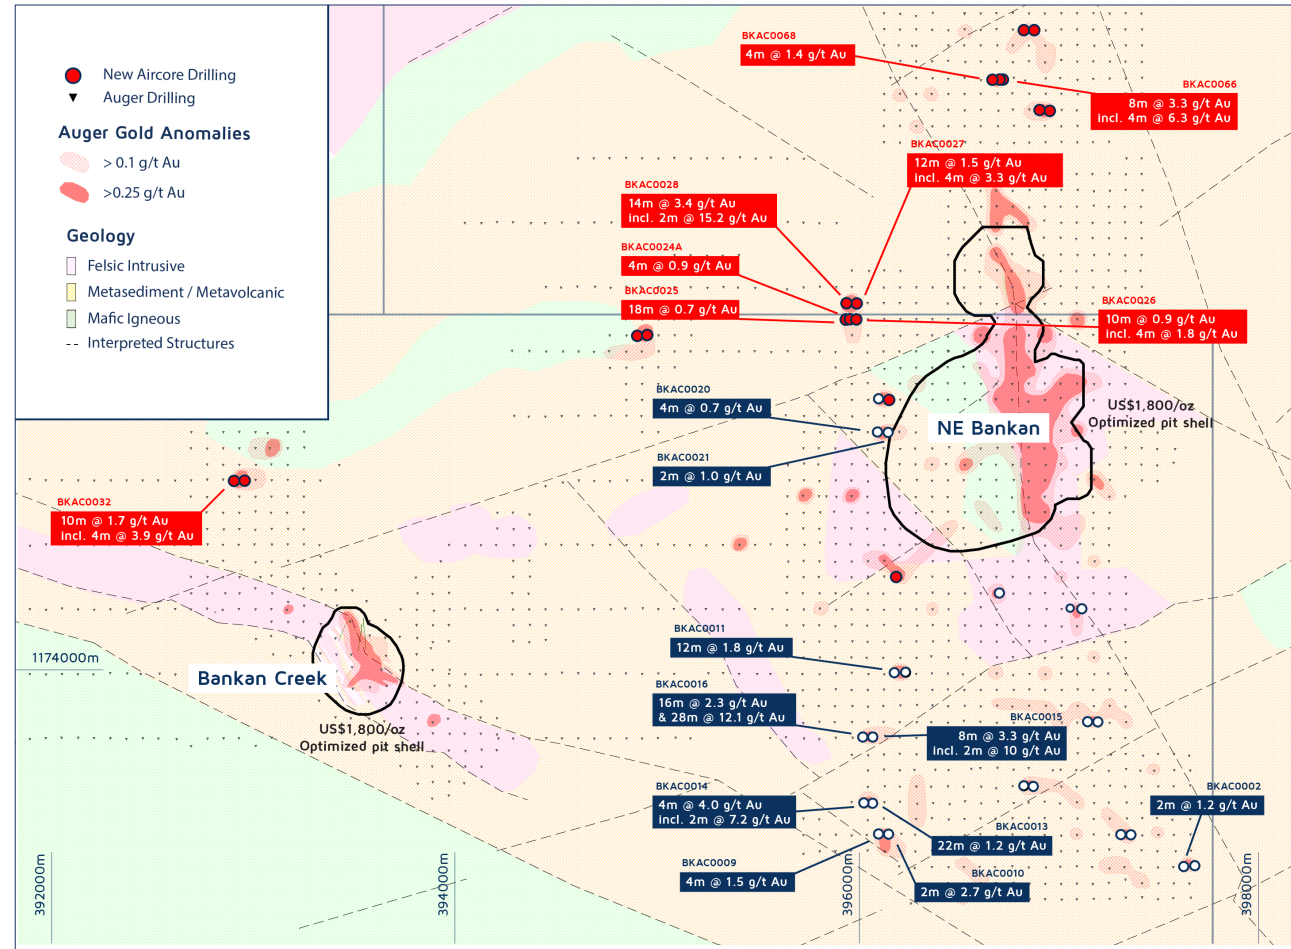 New Aircore Drilling
Auger Drilling
Auger Gold Anomalies
> 0.1 g/t Au
>0.25 g/t Au
Geology
Felsic Intrusive
Metasediment / Metavolcanic
Mafic Igneous
Interpreted Structures
BKAC0068
4m @ 1.4 g/t Au
BKAC0066
8m @ 3.3 g/t Au
incl. 4m @ 6.3 g/t Au
BKAC0027
12m @ 1.5 g/t Au
incl. 4m @ 3.3 g/t Au
BKAC0028
14m @ 3.4 g/t Au
incl. 2m @ 15.2 g/t Au
BKAC0024A
4m @ 0.9 g/t Au
BKAC0025
18m @ 0.7 g/t Au
BKAC0026
10m @ 0.9 g/t Au
incl. 4m @ 1.8 g/t Au
BKAC0020
4m @ 0.7 g/t Au
BKAC0021
2m @ 1.0 g/t Au
NE Bankan
US$1,800/oz
Optimized pit shell
BKAC0032
10m @ 1.7 g/t Au
incl. 4m @ 3.9 g/t Au
1174000m
Bankan Creek
US$1,800/oz
Optimized pit shell
BKAC0011
12m @ 1.8 g/t Au
BKAC0016
16m @ 2.3 g/t Au
& 28m @ 12.1 g/t Au
BKAC0015
8m @ 3.3 g/t Au
incl. 2m @ 10 g/t Au
BKAC0014
4m @ 4.0 g/t Au
incl. 2m @ 7.2 g/t Au
BKAC0002
2m @ 1.2 g/t Au
BKAC0013
22m @ 1.2 g/t Au
BKAC0009
4m @ 1.5 g/t Au
BKAC0010
2m @ 2.7 g/t Au
392000m
394000m
396000m
398000m